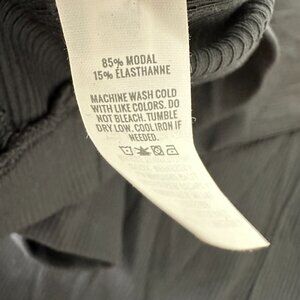 85% MODAL
15% ÉLASTHANNE
MACHINE WASH COLD
WITH LIKE COLORS. DO
NOT BLEACH. TUMBLE
DRY LOW. COOL IRON IF
NEEDED.